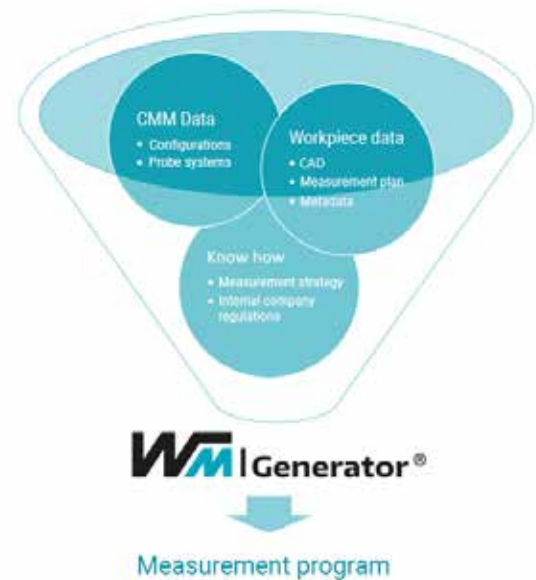 CMM Data
• Configurations
• Probe systems
Workpiece data
• CAD
• Measurement plan
• Metadata
Know how
• Measurement strategy
• Internal company
regulations
WM | Generator®
Measurement program